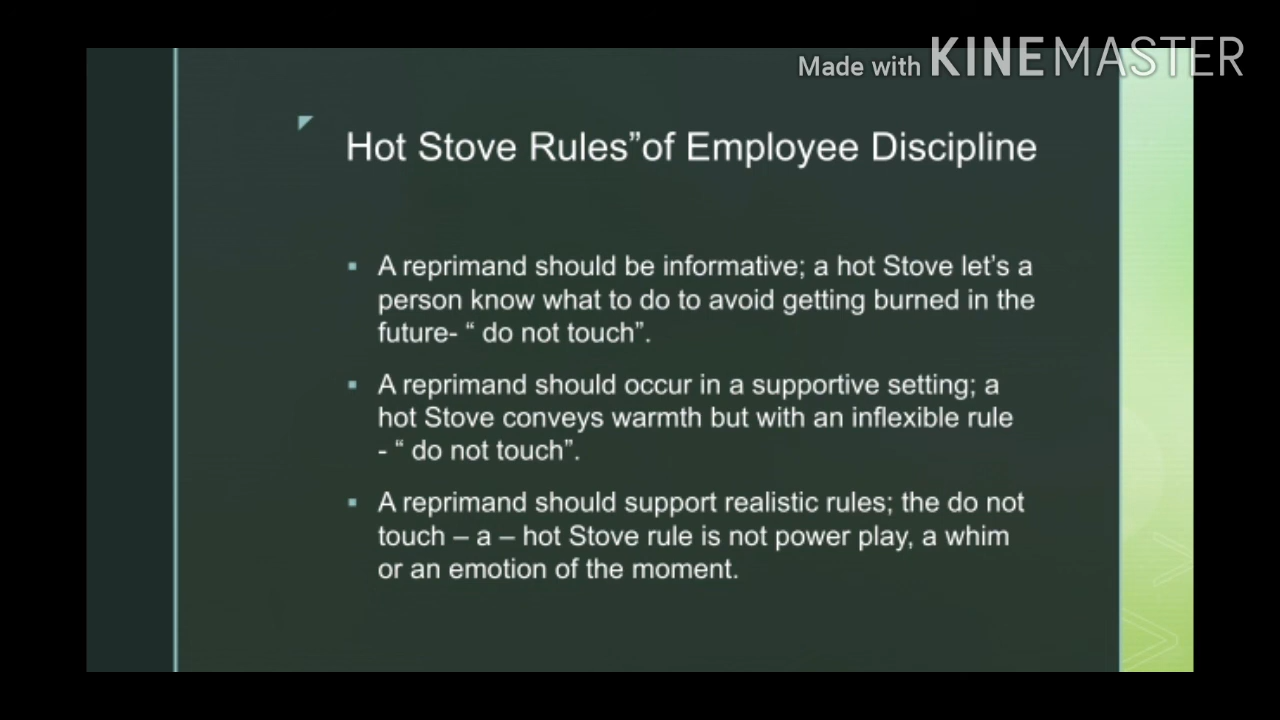 Made with KINEMASTER
Hot Stove Rules”of Employee Discipline
▪ A reprimand should be informative; a hot Stove let’s a
person know what to do to avoid getting burned in the
future- “ do not touch”.
▪ A reprimand should occur in a supportive setting; a
hot Stove conveys warmth but with an inflexible rule
- “ do not touch”.
▪ A reprimand should support realistic rules; the do not
touch – a – hot Stove rule is not power play, a whim
or an emotion of the moment.